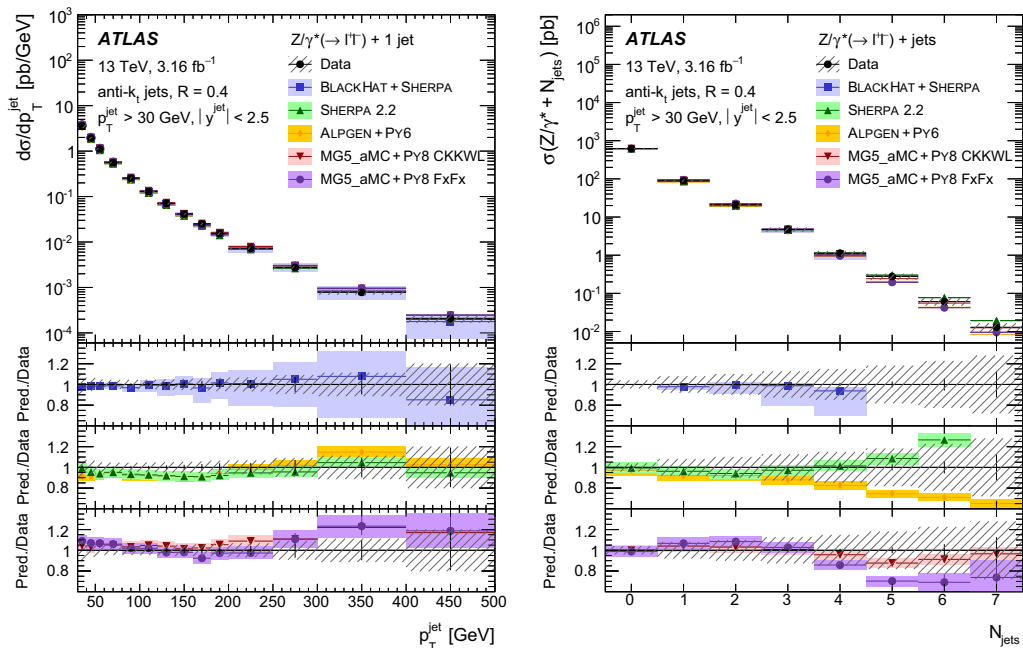 ATLAS
Z/γ*(→ l⁺l⁻) + 1 jet
13 TeV, 3.16 fb⁻¹
anti-kₜ jets, R = 0.4
p_T^jet > 30 GeV, |y^jet| < 2.5
Data
BLACKHAT + SHERPA
SHERPA 2.2
ALPGEN + PY6
MG5_aMC + PY8 CKKWL
MG5_aMC + PY8 FxFx
dσ/dp_T^jet [pb/GeV]
10³
10²
10
1
10⁻¹
10⁻²
10⁻³
10⁻⁴
Pred./Data
1.2
1
0.8
Pred./Data
1.2
1
0.8
Pred./Data
1.2
1
0.8
50 100 150 200 250 300 350 400 450 500
p_T^jet [GeV]
ATLAS
Z/γ*(→ l⁺l⁻) + jets
13 TeV, 3.16 fb⁻¹
anti-kₜ jets, R = 0.4
p_T^jet > 30 GeV, |y^jet| < 2.5
Data
BLACKHAT + SHERPA
SHERPA 2.2
ALPGEN + PY6
MG5_aMC + PY8 CKKWL
MG5_aMC + PY8 FxFx
σ(Z/γ* + N_jets) [pb]
10⁶
10⁵
10⁴
10³
10²
10
1
10⁻¹
10⁻²
Pred./Data
1.2
1
0.8
Pred./Data
1.2
1
0.8
Pred./Data
1.2
1
0.8
0 1 2 3 4 5 6 7
N_jets